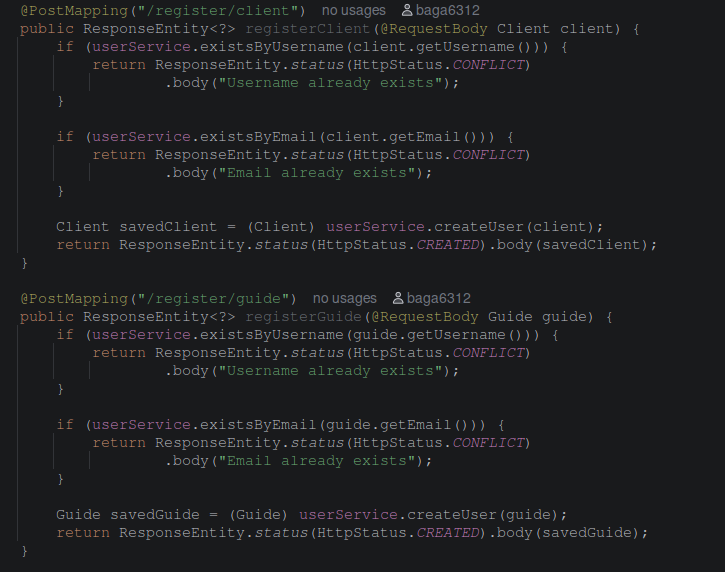 @PostMapping("/register/client") no usages baga6312
public ResponseEntity<?> registerClient(@RequestBody Client client) {
    if (userService.existsByUsername(client.getUsername())) {
        return ResponseEntity.status(HttpStatus.CONFLICT)
                .body("Username already exists");
    }

    if (userService.existsByEmail(client.getEmail())) {
        return ResponseEntity.status(HttpStatus.CONFLICT)
                .body("Email already exists");
    }

    Client savedClient = (Client) userService.createUser(client);
    return ResponseEntity.status(HttpStatus.CREATED).body(savedClient);
}

@PostMapping("/register/guide") no usages baga6312
public ResponseEntity<?> registerGuide(@RequestBody Guide guide) {
    if (userService.existsByUsername(guide.getUsername())) {
        return ResponseEntity.status(HttpStatus.CONFLICT)
                .body("Username already exists");
    }

    if (userService.existsByEmail(guide.getEmail())) {
        return ResponseEntity.status(HttpStatus.CONFLICT)
                .body("Email already exists");
    }

    Guide savedGuide = (Guide) userService.createUser(guide);
    return ResponseEntity.status(HttpStatus.CREATED).body(savedGuide);
}